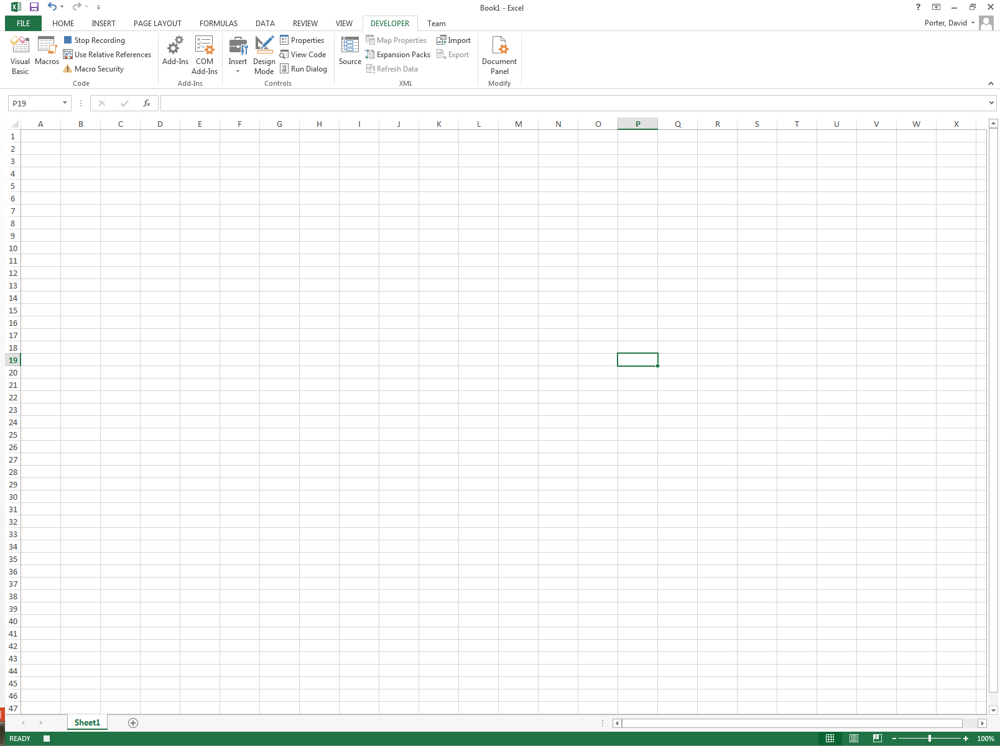 Book1 - Excel
?
FILE HOME INSERT PAGE LAYOUT FORMULAS DATA REVIEW VIEW DEVELOPER Team
Porter, David
Visual Basic
Macros
Stop Recording
Use Relative References
Macro Security
Code
Add-Ins
COM Add-Ins
Add-Ins
Insert
Design Mode
Properties
View Code
Run Dialog
Controls
Source
Map Properties
Expansion Packs
Refresh Data
Import
Export
XML
Document Panel
Modify
P19
fx
A B C D E F G H I J K L M N O P Q R S T U V W X
1
2
3
4
5
6
7
8
9
10
11
12
13
14
15
16
17
18
19
20
21
22
23
24
25
26
27
28
29
30
31
32
33
34
35
36
37
38
39
40
41
42
43
44
45
46
47
Sheet1
READY
100%